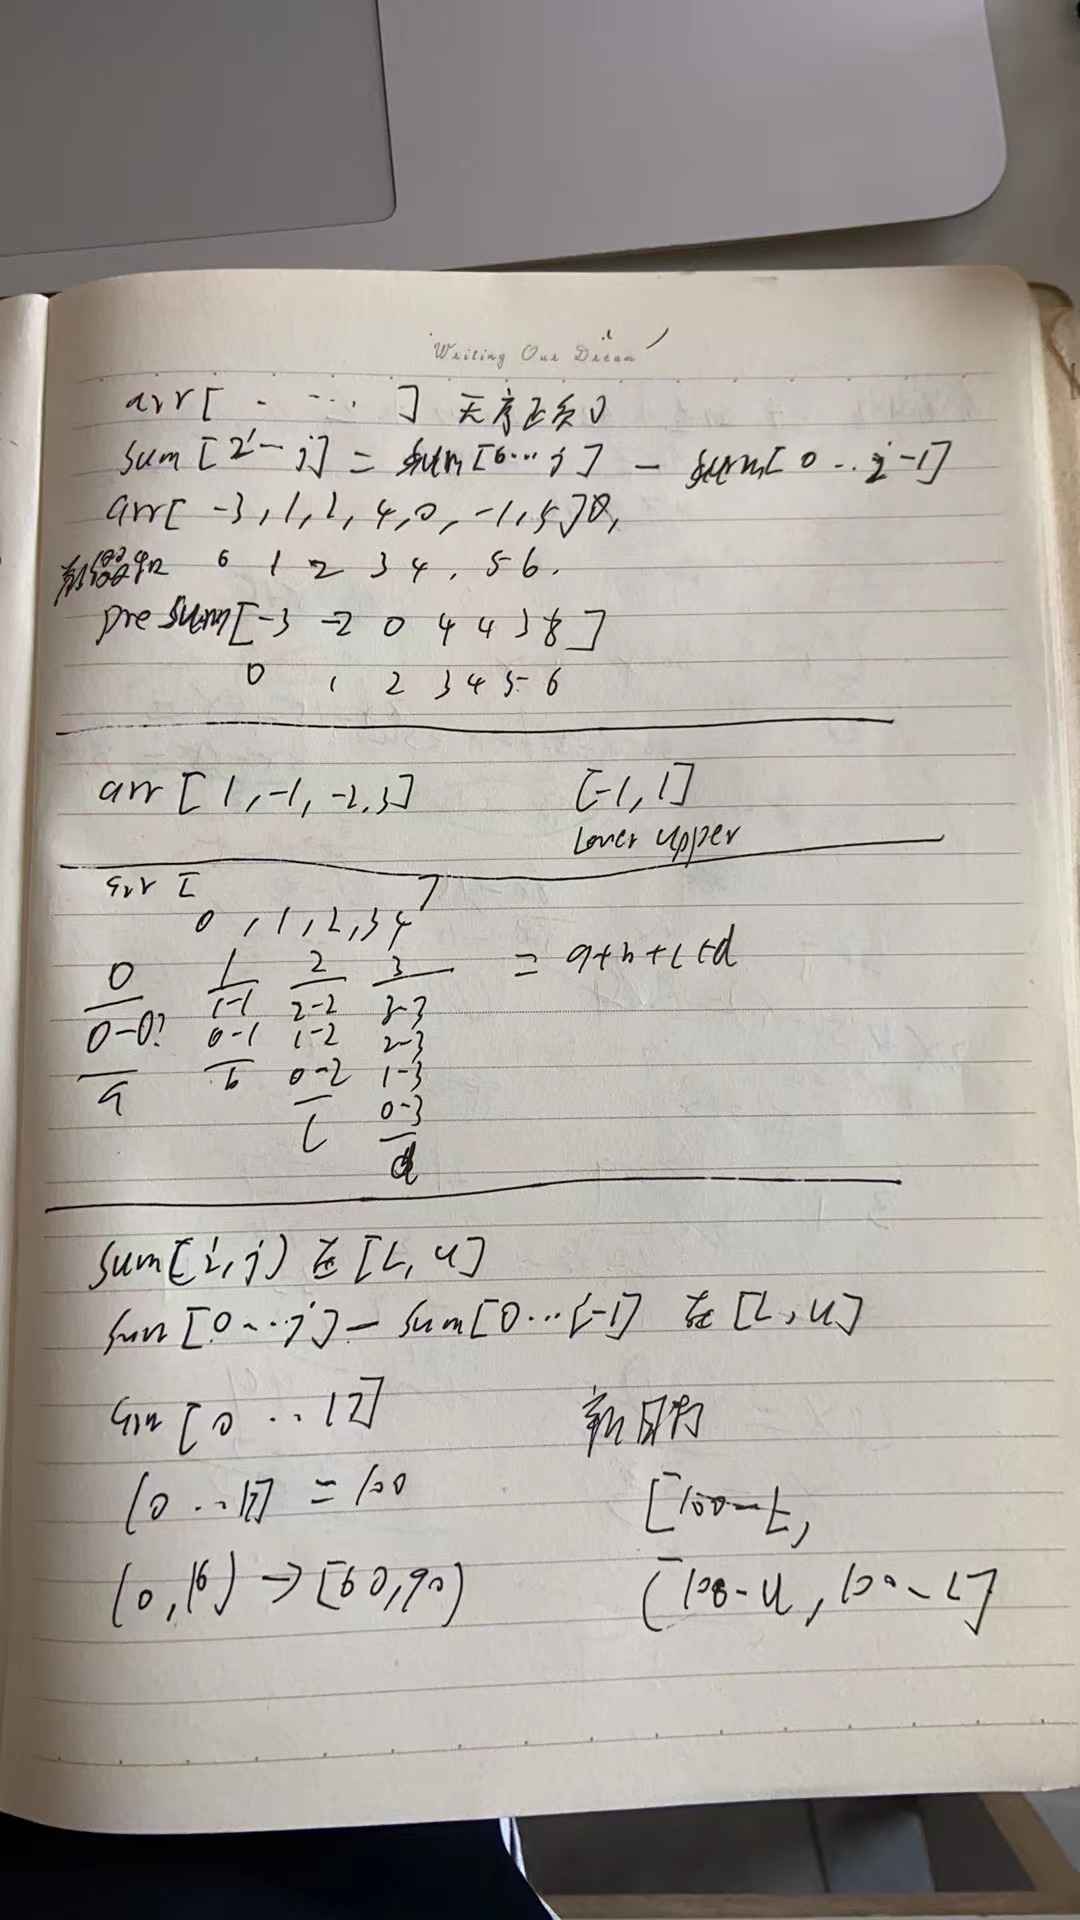 Writing Our Dream
arr[ . ... ] 无序正负0
sum[i-j] = sum[0...j] - sum[0..i-1]
arr[ -3,1,2,4,0,-1,5]
0 1 2 3 4 . 5 6.
pre sum[-3 -2 0 4 4 3 8 ]
0 1 2 3 4 5 6
arr [ 1,-1,-2,3] [-1,1]
Lower upper
arr [ ]
0 ,1,2,3 4
0 1 2 3 = a+b+c+d
0-0? 1-1 2-2 3-3
0-1 1-2 2-3
a b 0-2 1-3
c 0-3
d
sum[i,j) 在 [L,u]
sum [0...j] - sum[0...i-1] 在 [L,u]
[0 .. 17] 新目标
(0 ..17] = 100 [100-L,
(0,16) → [60,90) [100-u,100-L]